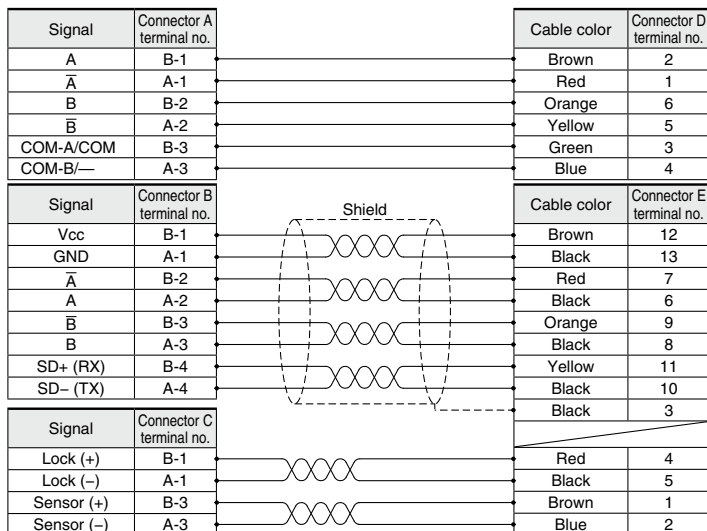 Signal Connector A terminal no. Cable color Connector D terminal no.
A B-1 Brown 2
A̅ A-1 Red 1
B B-2 Orange 6
B̅ A-2 Yellow 5
COM-A/COM B-3 Green 3
COM-B/— A-3 Blue 4
Signal Connector B terminal no. Shield Cable color Connector E terminal no.
Vcc B-1 Brown 12
GND A-1 Black 13
A̅ B-2 Red 7
A A-2 Black 6
B̅ B-3 Orange 9
B A-3 Black 8
SD+ (RX) B-4 Yellow 11
SD− (TX) A-4 Black 10
Black 3
Signal Connector C terminal no.
Lock (+) B-1 Red 4
Lock (−) A-1 Black 5
Sensor (+) B-3 Brown 1
Sensor (−) A-3 Blue 2